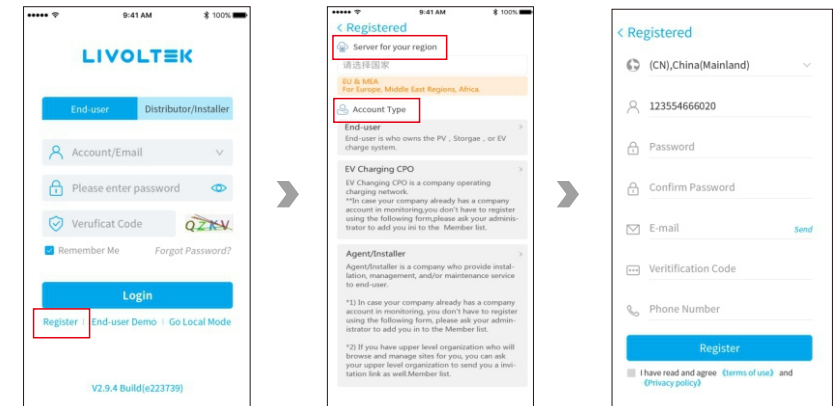 9:41 AM
100%
LIVOLTEK
End-user
Distributor/Installer
Account/Email
Please enter password
Veruficat Code
QZXV
Remember Me
Forgot Password?
Login
Register | End-user Demo | Go Local Mode
V2.9.4 Build(e223739)
9:41 AM
100%
< Registered
Server for your region
请选择国家
EU & MEA
For Europe, Middle East Regions, Africa.
Account Type
End-user
End-user is who owns the PV , Storgae , or EV
charge system.
EV Charging CPO
EV Changing CPO is a company operating
charging network.
**In case your company already has a company
account in monitoring,you don't have to register
using the following form,please ask your adminis-
trator to add you ini to the Member list.
Agent/Installer
Agent/Installer is a company who provide instal-
lation, management, and/or maintenance service
to end-user.
*1) In case your company already has a company
account in monitoring, you don't have to register
using the following form, please ask your admin-
istrator to add you in to the Member list.
*2) If you have upper level organization who will
browse and manage sites for you, you can ask
your upper level organization to send you a invi-
tation link as well.Member list.
< Registered
(CN),China(Mainland)
123554666020
Password
Confirm Password
E-mail
Send
Veritification Code
Phone Number
Register
I have read and agree 《terms of use》 and
《Privacy policy》